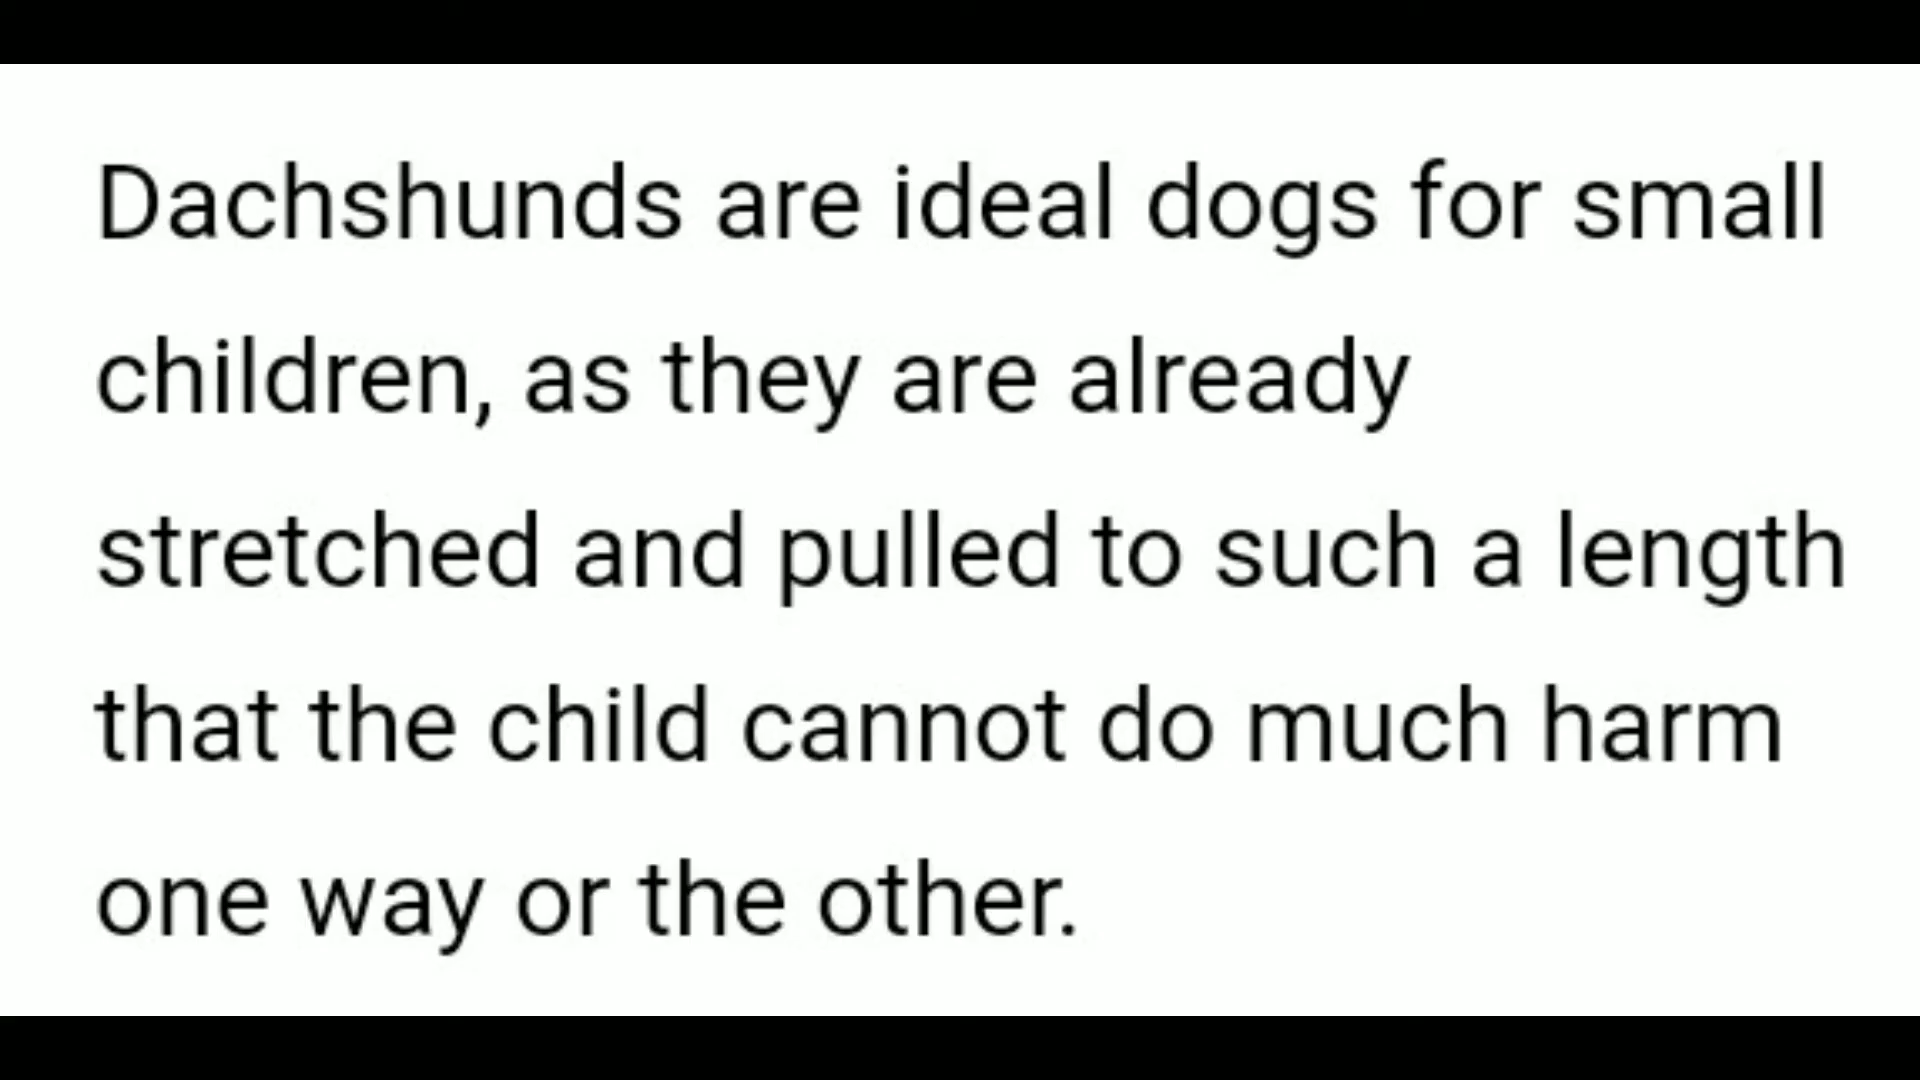 Dachshunds are ideal dogs for small
children, as they are already
stretched and pulled to such a length
that the child cannot do much harm
one way or the other.